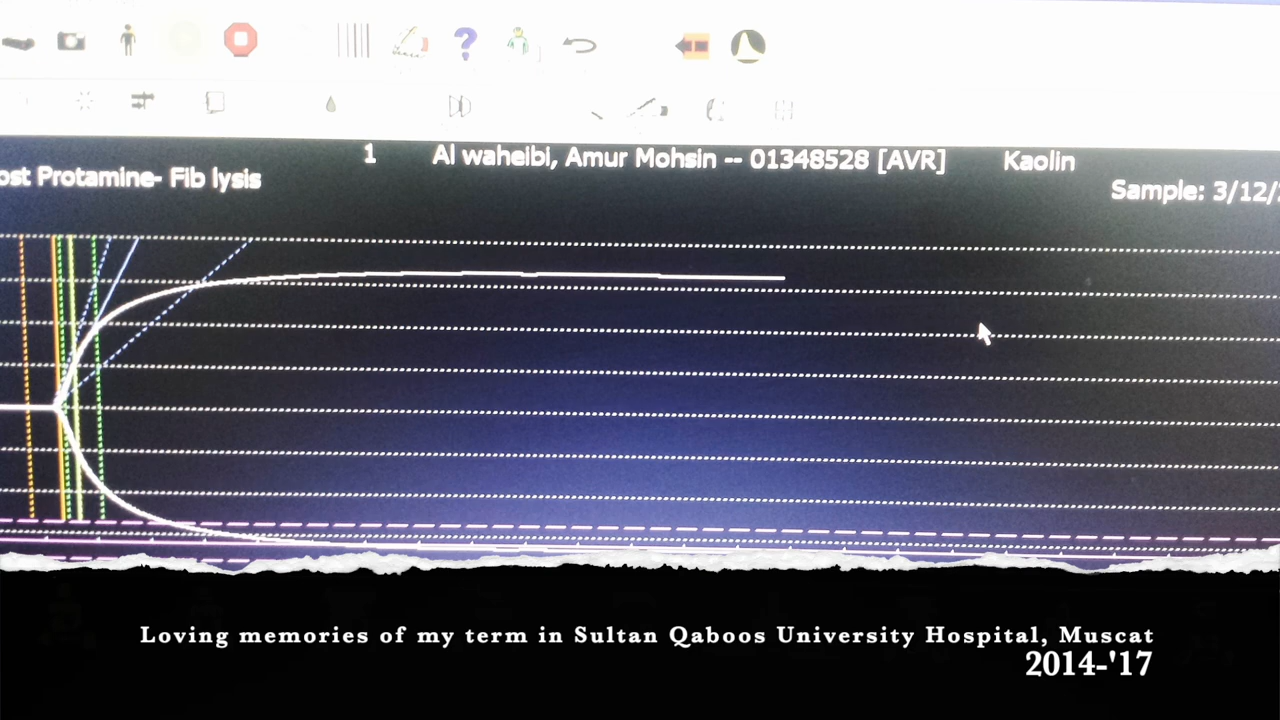 1 Al waheibi, Amur Mohsin -- 01348528 [AVR] Kaolin
ost Protamine- Fib lysis
Sample: 3/12/
Loving memories of my term in Sultan Qaboos University Hospital, Muscat
2014-'17